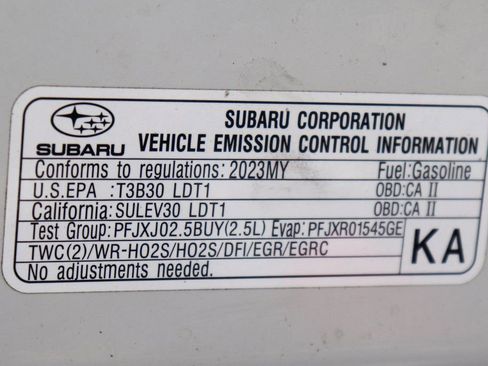 SUBARU
SUBARU CORPORATION
VEHICLE EMISSION CONTROL INFORMATION
Conforms to regulations: 2023MY Fuel:Gasoline
U.S.EPA :T3B30 LDT1 OBD:CA II
California:SULEV30 LDT1 OBD:CA II
Test Group:PFJXJ02.5BUY(2.5L) Evap:PFJXR01545GE
TWC(2)/WR-HO2S/HO2S/DFI/EGR/EGRC
No adjustments needed.
KA